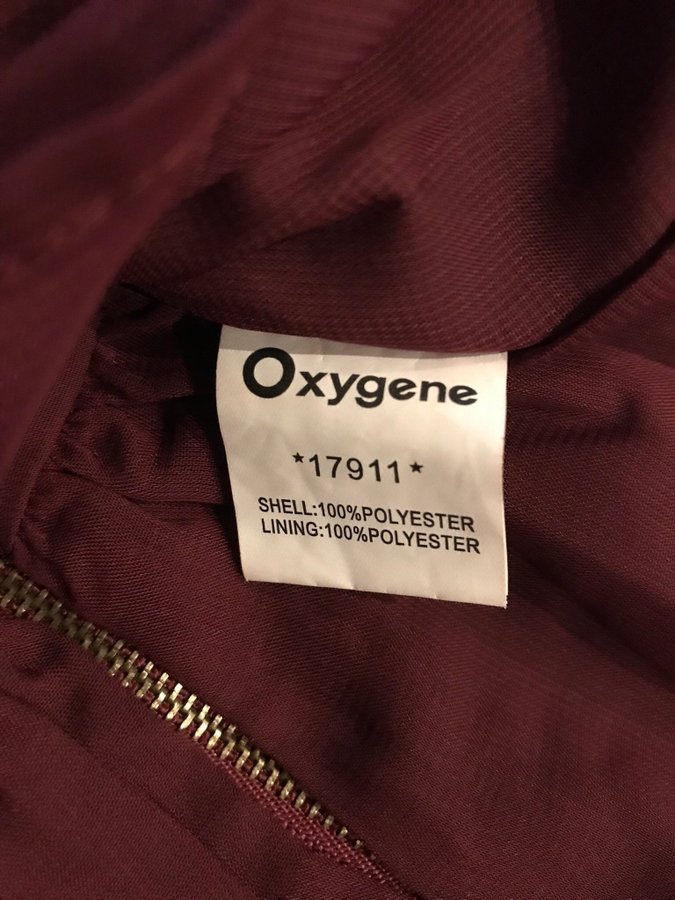 Oxygene
*17911*
SHELL:100%POLYESTER
LINING:100%POLYESTER